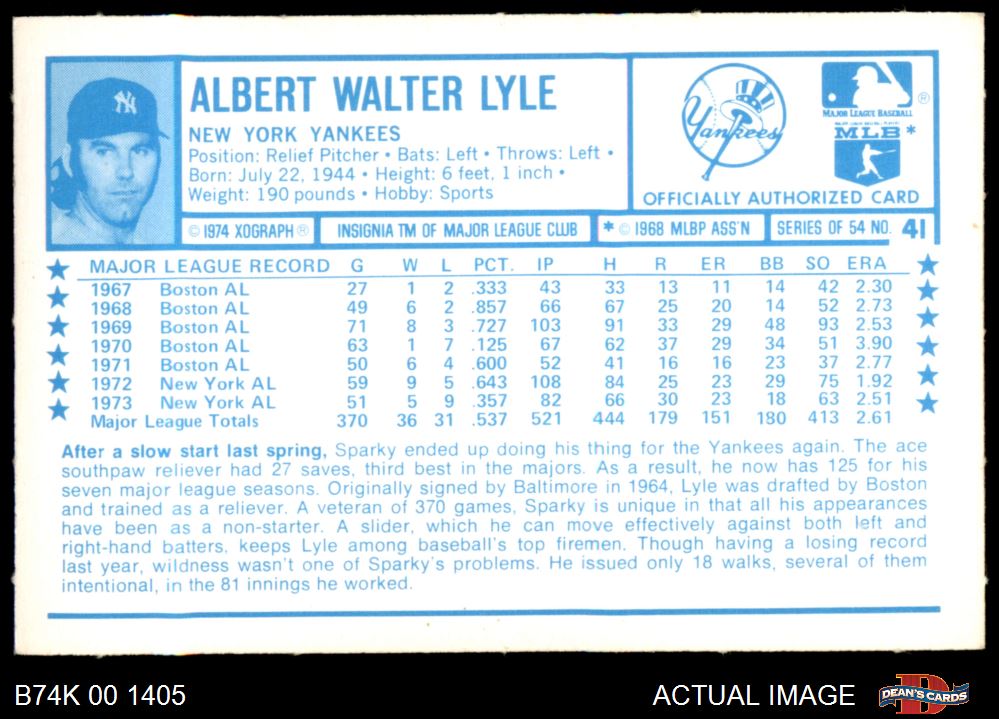 ALBERT WALTER LYLE
NEW YORK YANKEES
Position: Relief Pitcher • Bats: Left • Throws: Left •
Born: July 22, 1944 • Height: 6 feet, 1 inch •
Weight: 190 pounds • Hobby: Sports
NY
Yankees
MAJOR LEAGUE BASEBALL ®
MAJOR LEAGUE BASEBALL PLAYERS
MLB *
OFFICIALLY AUTHORIZED CARD
© 1974 XOGRAPH ®
INSIGNIA TM OF MAJOR LEAGUE CLUB
* © 1968 MLBP ASS'N
SERIES OF 54 NO. 41
MAJOR LEAGUE RECORD G W L PCT. IP H R ER BB SO ERA
1967 Boston AL 27 1 2 .333 43 33 13 11 14 42 2.30
1968 Boston AL 49 6 2 .857 66 67 25 20 14 52 2.73
1969 Boston AL 71 8 3 .727 103 91 33 29 48 93 2.53
1970 Boston AL 63 1 7 .125 67 62 37 29 34 51 3.90
1971 Boston AL 50 6 4 .600 52 41 16 16 23 37 2.77
1972 New York AL 59 9 5 .643 108 84 25 23 29 75 1.92
1973 New York AL 51 5 9 .357 82 66 30 23 18 63 2.51
Major League Totals 370 36 31 .537 521 444 179 151 180 413 2.61
After a slow start last spring, Sparky ended up doing his thing for the Yankees again. The ace
southpaw reliever had 27 saves, third best in the majors. As a result, he now has 125 for his
seven major league seasons. Originally signed by Baltimore in 1964, Lyle was drafted by Boston
and trained as a reliever. A veteran of 370 games, Sparky is unique in that all his appearances
have been as a non-starter. A slider, which he can move effectively against both left and
right-hand batters, keeps Lyle among baseball's top firemen. Though having a losing record
last year, wildness wasn't one of Sparky's problems. He issued only 18 walks, several of them
intentional, in the 81 innings he worked.
B74K 00 1405
ACTUAL IMAGE
DEAN'S CARDS